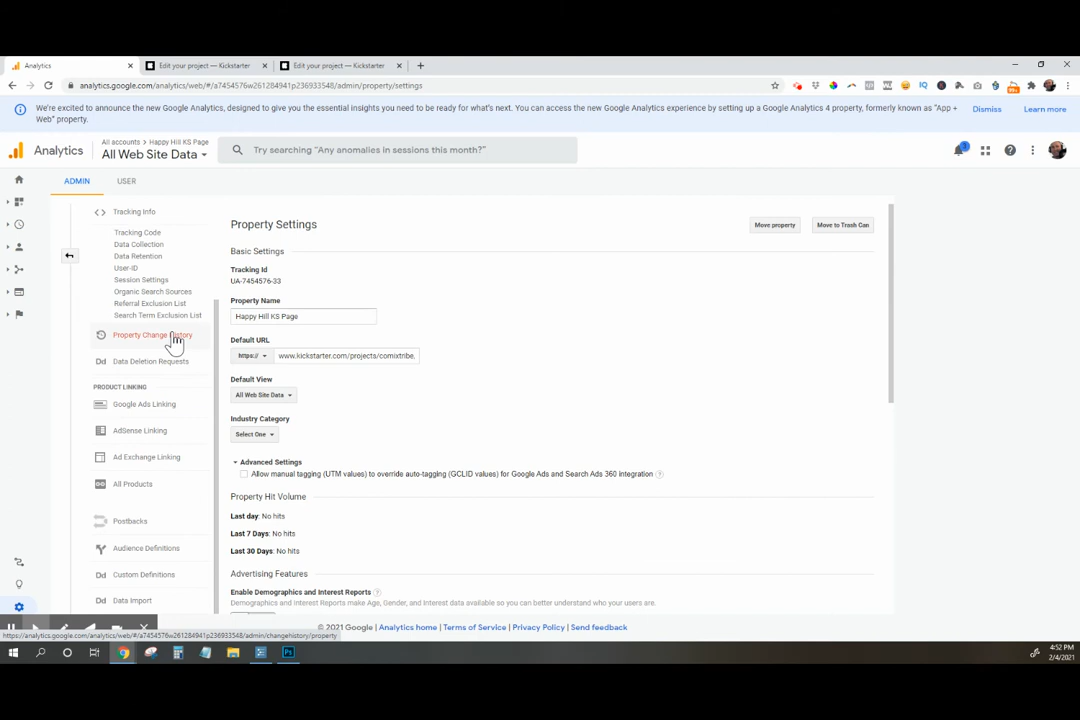 Analytics
Edit your project — Kickstarter
Edit your project — Kickstarter
analytics.google.com/analytics/web/#/a7454576w261284941p236933548/admin/property/settings
We're excited to announce the new Google Analytics, designed to give you the essential insights you need to be ready for what's next. You can access the new Google Analytics experience by setting up a Google Analytics 4 property, formerly known as "App +
Web" property.
Dismiss
Learn more
Analytics
All accounts > Happy Hill KS Page
All Web Site Data
Try searching "Any anomalies in sessions this month?"
ADMIN
USER
Tracking Info
Tracking Code
Data Collection
Data Retention
User-ID
Session Settings
Organic Search Sources
Referral Exclusion List
Search Term Exclusion List
Property Change History
Dd Data Deletion Requests
PRODUCT LINKING
Google Ads Linking
AdSense Linking
Ad Exchange Linking
All Products
Postbacks
Audience Definitions
Dd Custom Definitions
Dd Data Import
Property Settings
Move property
Move to Trash Can
Basic Settings
Tracking Id
UA-7454576-33
Property Name
Happy Hill KS Page
Default URL
https://
www.kickstarter.com/projects/comixtribe,
Default View
All Web Site Data
Industry Category
Select One
Advanced Settings
Allow manual tagging (UTM values) to override auto-tagging (GCLID values) for Google Ads and Search Ads 360 integration ?
Property Hit Volume
Last day: No hits
Last 7 Days: No hits
Last 30 Days: No hits
Advertising Features
Enable Demographics and Interest Reports ?
Demographics and Interest Reports make Age, Gender, and Interest data available so you can better understand who your users are.
© 2021 Google | Analytics home | Terms of Service | Privacy Policy | Send feedback
https://analytics.google.com/analytics/web/#/a7454576w261284941p236933548/admin/changehistory/property
4:52 PM
2/4/2021